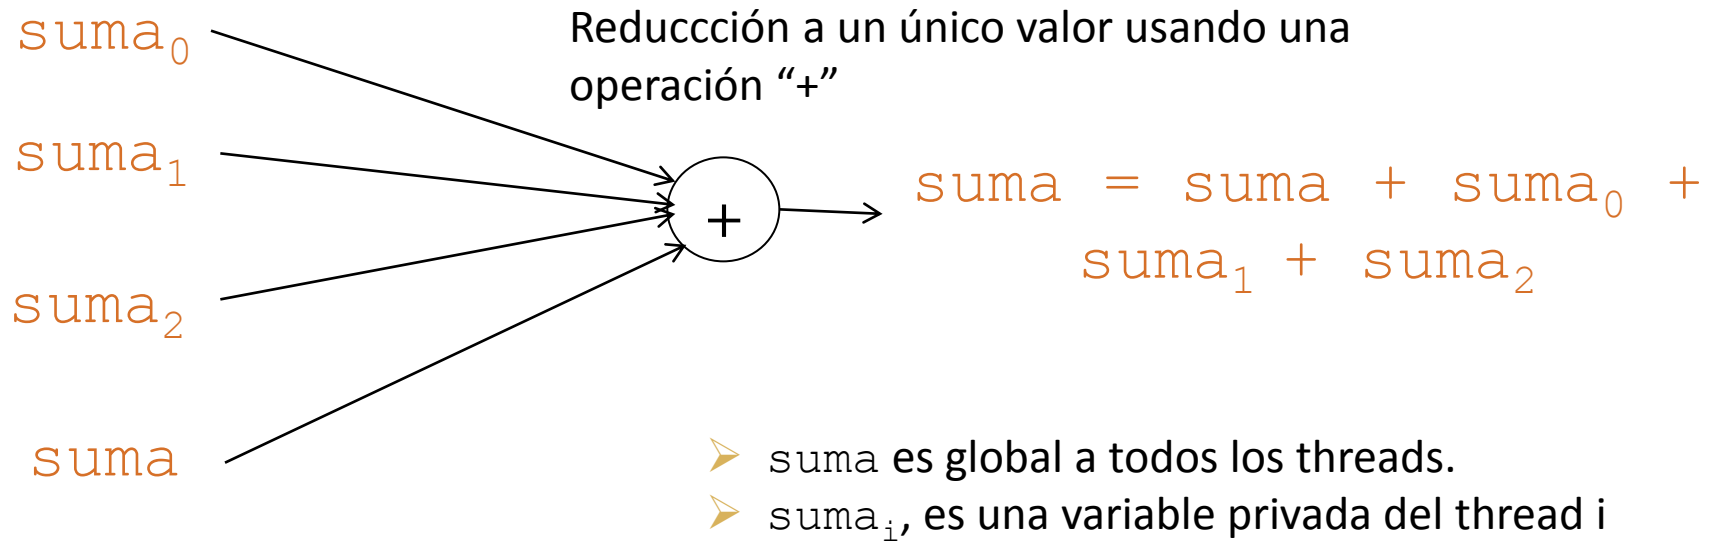 suma₀
Reduccción a un único valor usando una
operación “+”
suma₁
+
suma = suma + suma₀ +
suma₁ + suma₂
suma₂
suma
➢ suma es global a todos los threads.
➢ sumaᵢ, es una variable privada del thread i